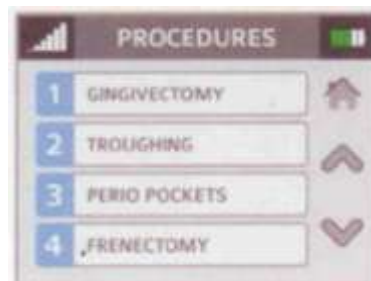 PROCEDURES
1 GINGIVECTOMY
2 TROUGHING
3 PERIO POCKETS
4 FRENECTOMY